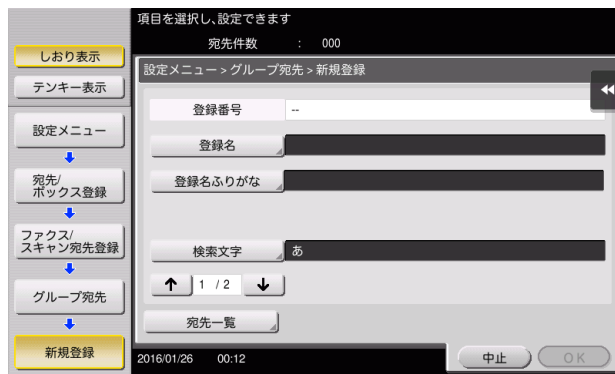 項目を選択し、設定できます
宛先件数 : 000
しおり表示
テンキー表示
設定メニュー
宛先/
ボックス登録
ファクス/
スキャン宛先登録
グループ宛先
新規登録
設定メニュー > グループ宛先 > 新規登録
登録番号 --
登録名
登録名ふりがな
検索文字 あ
↑ 1 / 2 ↓
宛先一覧
2016/01/26 00:12
中止 OK